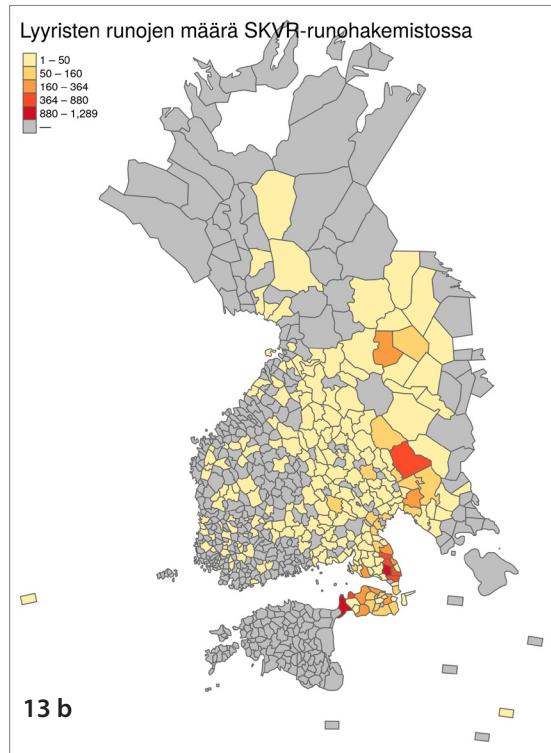 Lyyristen runojen määrä SKVR-runohakemistossa
1 – 50
50 – 160
160 – 364
364 – 880
880 – 1,289
—
13 b